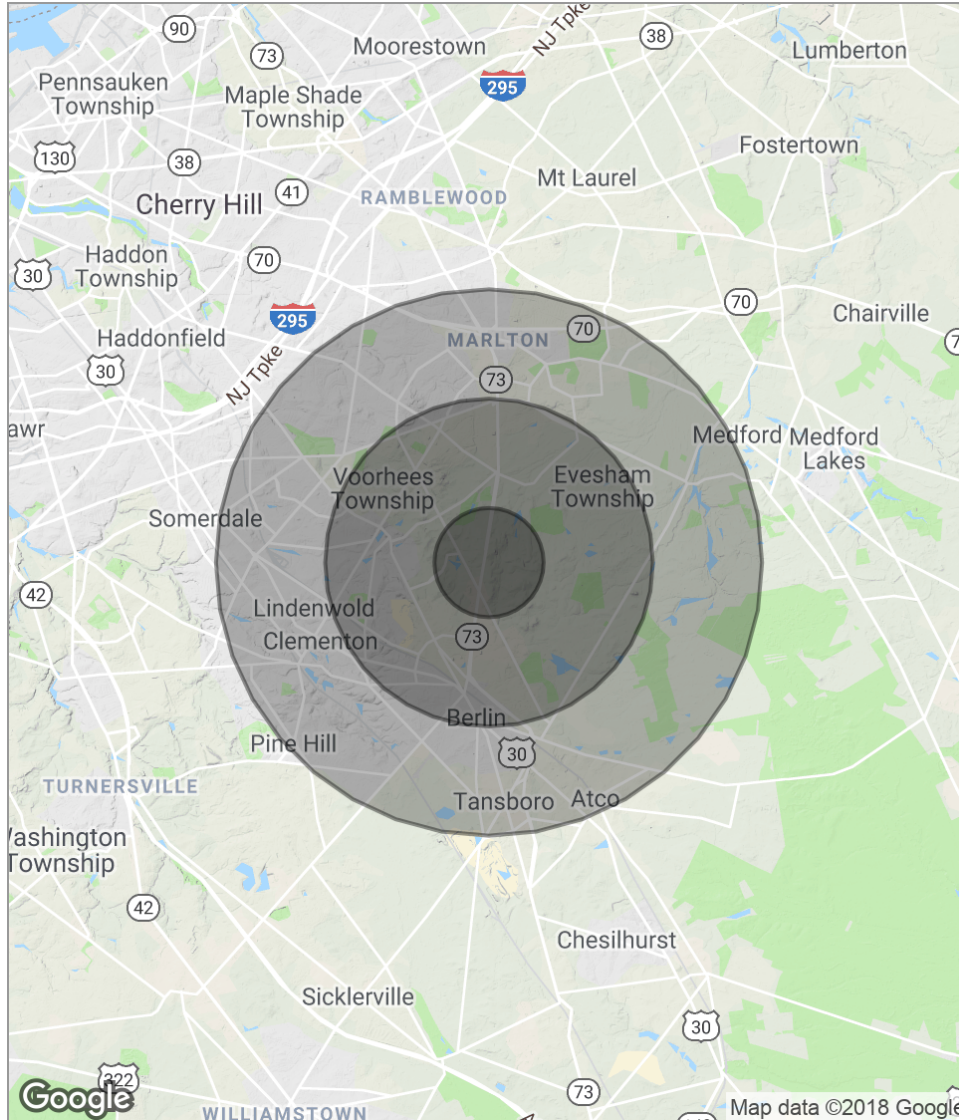 90
Moorestown
NJ Tpke
38
Lumberton
73
295
Pennsauken
Township
Maple Shade
Township
130
38
Fostertown
41
Mt Laurel
Cherry Hill
RAMBLEWOOD
Haddon
Township
70
30
295
70
Chairville
Haddonfield
MARLTON
70
30
NJ Tpke
73
awr
Medford
Medford
Lakes
Voorhees
Township
Evesham
Township
Somerdale
42
Lindenwold
Clementon
73
Berlin
Pine Hill
30
TURNERSVILLE
Tansboro
Atco
Washington
Township
42
Chesilhurst
Sicklerville
30
322
Google
73
WILLIAMSTOWN
Map data ©2018 Google